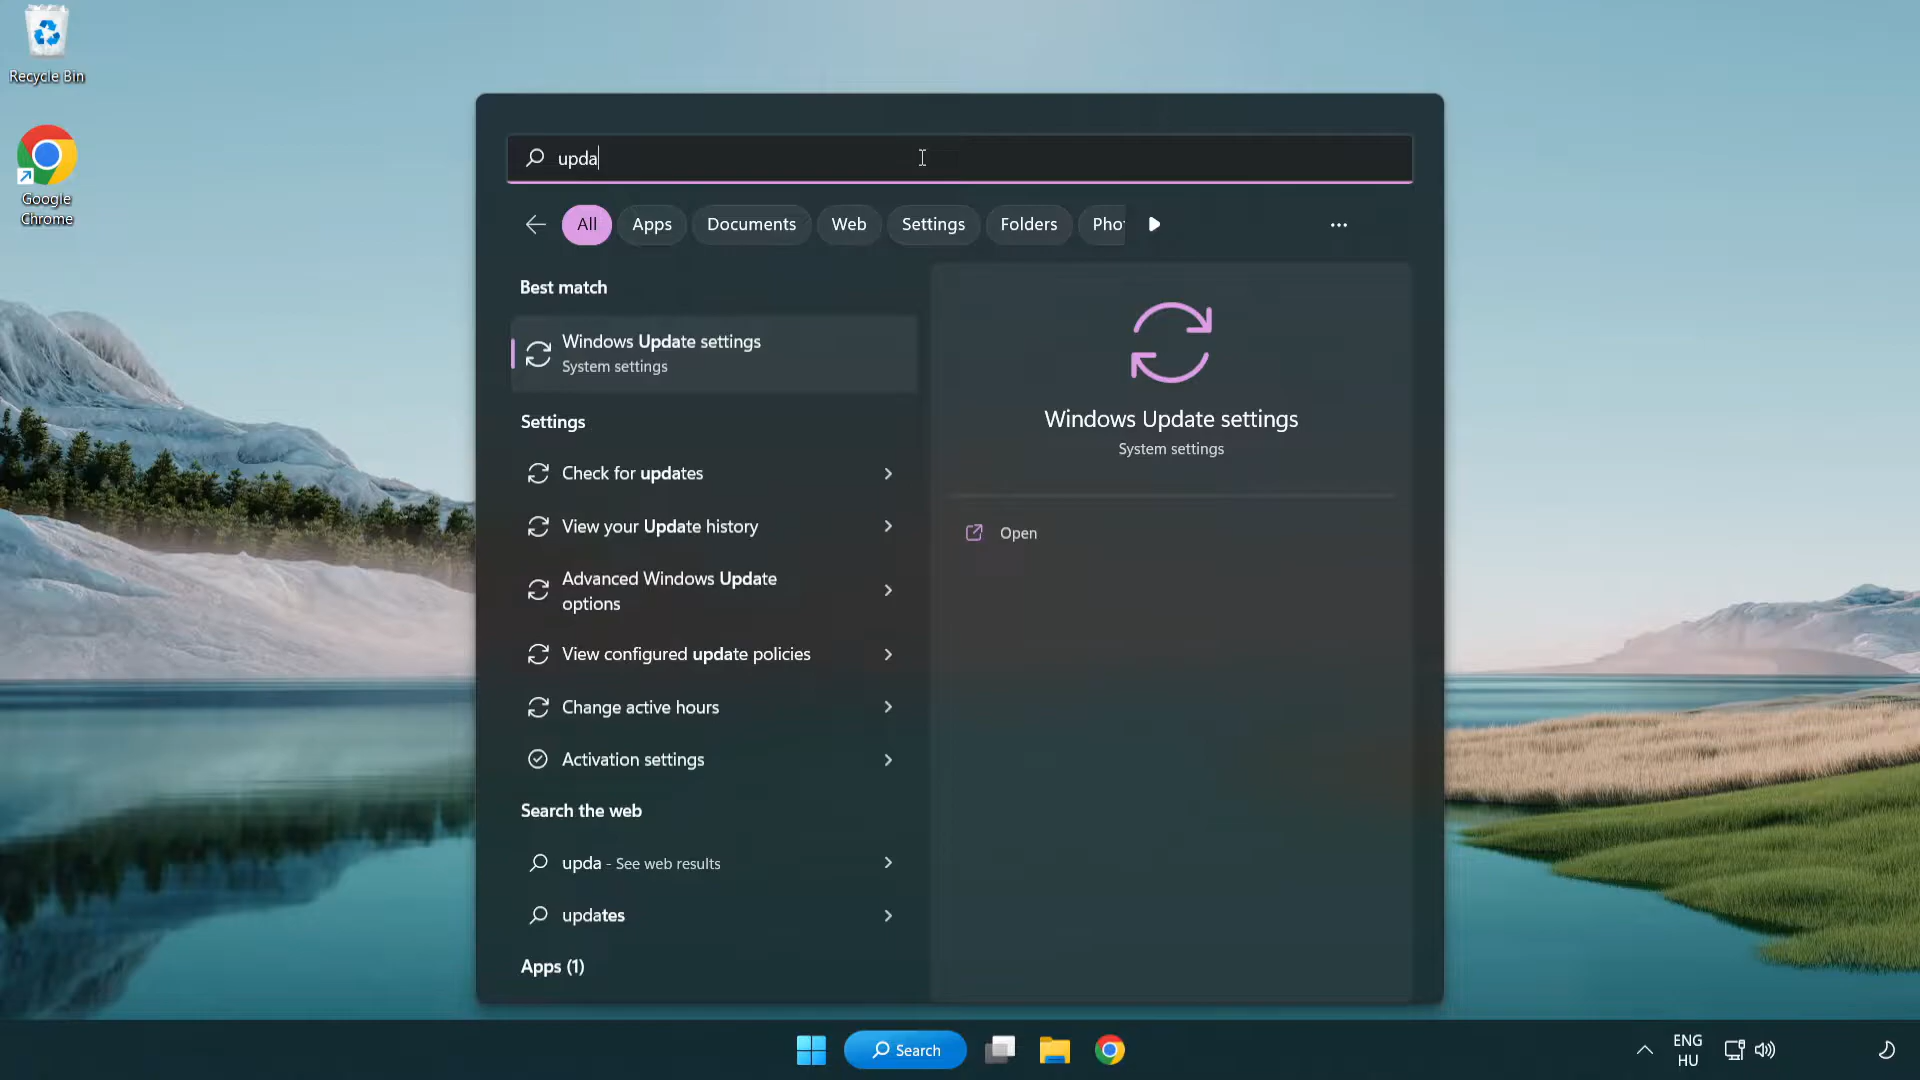 Recycle Bin
Google
Chrome
upda
All
Apps
Documents
Web
Settings
Folders
Best match
Windows Update settings
System settings
Settings
Check for updates
View your Update history
Advanced Windows Update
options
View configured update policies
Change active hours
Activation settings
Search the web
upda - See web results
updates
Apps (1)
Windows Update settings
System settings
Open
Search
ENG
HU